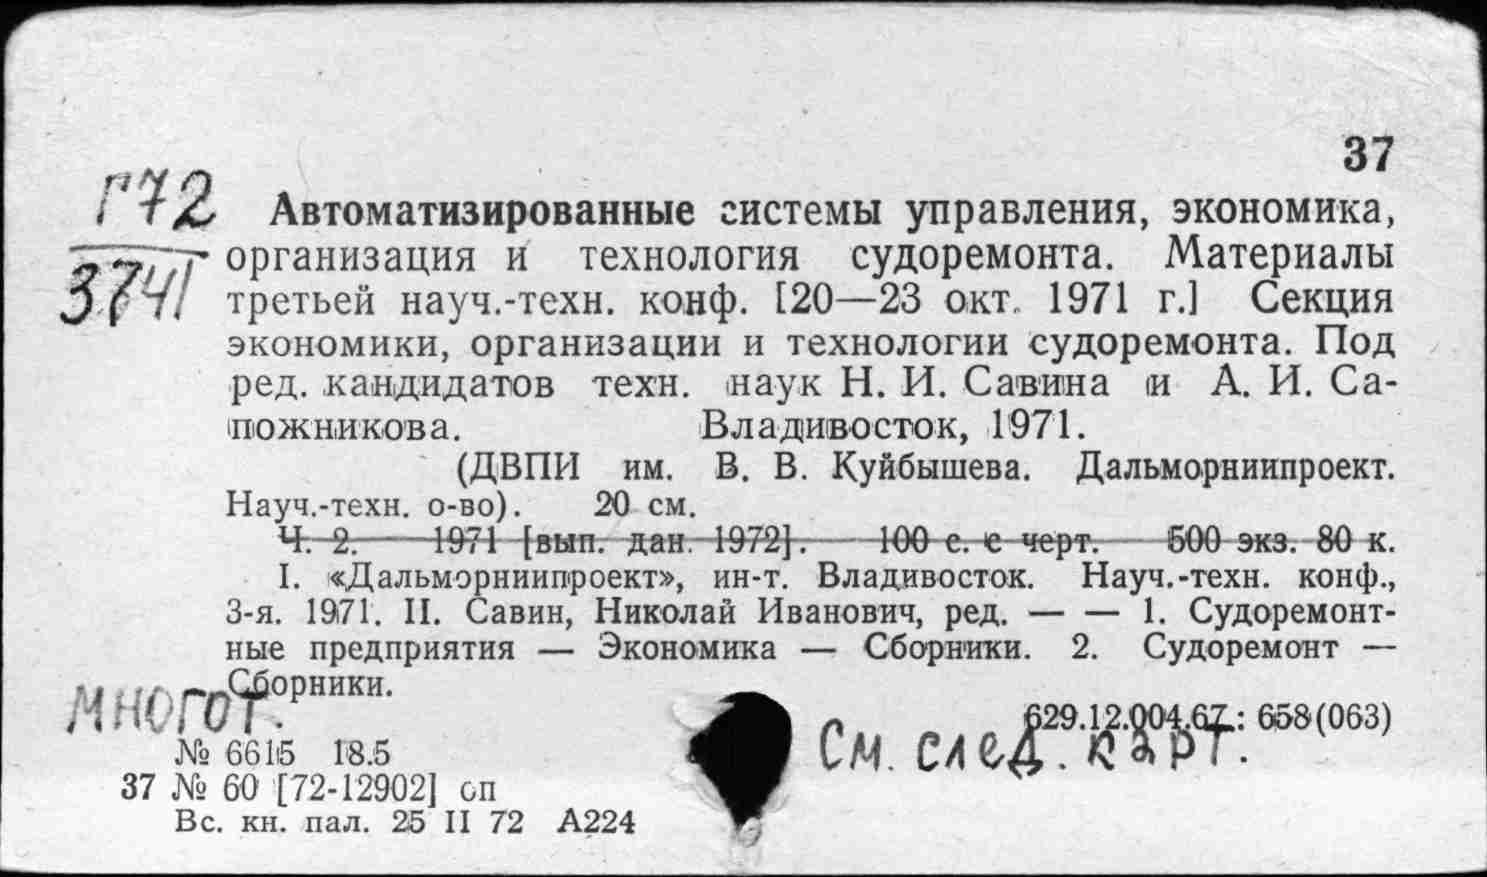 37
Г72
3741
Автоматизированные системы управления, экономика,
организация и технология судоремонта. Материалы
третьей науч.-техн. конф. [20—23 окт. 1971 г.] Секция
экономики, организации и технологии судоремонта. Под
ред. кандидатов техн. наук Н. И. Савина и А. И. Са-
пожникова. Владивосток, 1971.
(ДВПИ им. В. В. Куйбышева. Дальморниипроект.
Науч.-техн. о-во). 20 см.
Ч. 2. 1971 [вып. дан. 1972]. 100 с. с черт. 500 экз. 80 к.
I. «Дальморниипроект», ин-т. Владивосток. Науч.-техн. конф.,
3-я. 1971. II. Савин, Николай Иванович, ред. — — 1. Судоремонт-
ные предприятия — Экономика — Сборники. 2. Судоремонт —
Сборники.
многот.
629.12.004.67 : 658(063)
См. след. карт.
№ 6615 18.5
37 № 60 [72-12902] оп
Вс. кн. пал. 25 II 72 А224